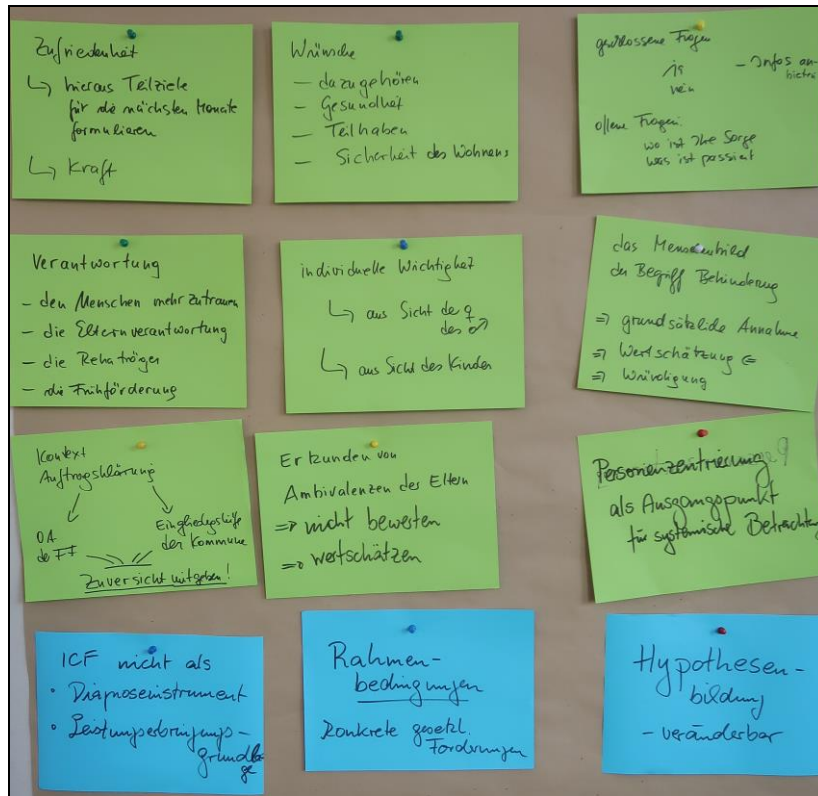 Zufriedenheit
↳ hieraus Teilziele
für die nächsten Monate
formulieren
↳ Kraft
Wünsche
– dazugehören
– Gesundheit
– Teilhaben
– Sicherheit des Wohnens
geschlossene Fragen
ja
nein
– Infos an-
bieten
offene Fragen:
wo ist Ihre Sorge
was ist passiert
Verantwortung
– den Menschen mehr zutrauen
– die Elternverantwortung
– die Rehaträger
– die Frühförderung
individuelle Wichtigkeit
↳ aus Sicht der ♀
des ♂
↳ aus Sicht des Kindes
das Menschenbild
der Begriff Behinderung
⇒ grundsätzliche Annahme
⇒ Wertschätzung ⇐
⇒ Würdigung
Kontext
Auftragsklärung
OA
der FF
Eingliederungshilfe
der Kommune
Zuversicht mitgeben!
Erkunden von
Ambivalenzen der Eltern
⇒ nicht bewerten
⇒ wertschätzen
Personenzentrierung
als Ausgangspunkt
für systemische Betrachtung
ICF nicht als
• Diagnoseinstrument
• Leistungserbringungs-
grundlage
Rahmen-
bedingungen
konkrete gesetzl.
Forderungen
Hypothesen-
bildung
– veränderbar